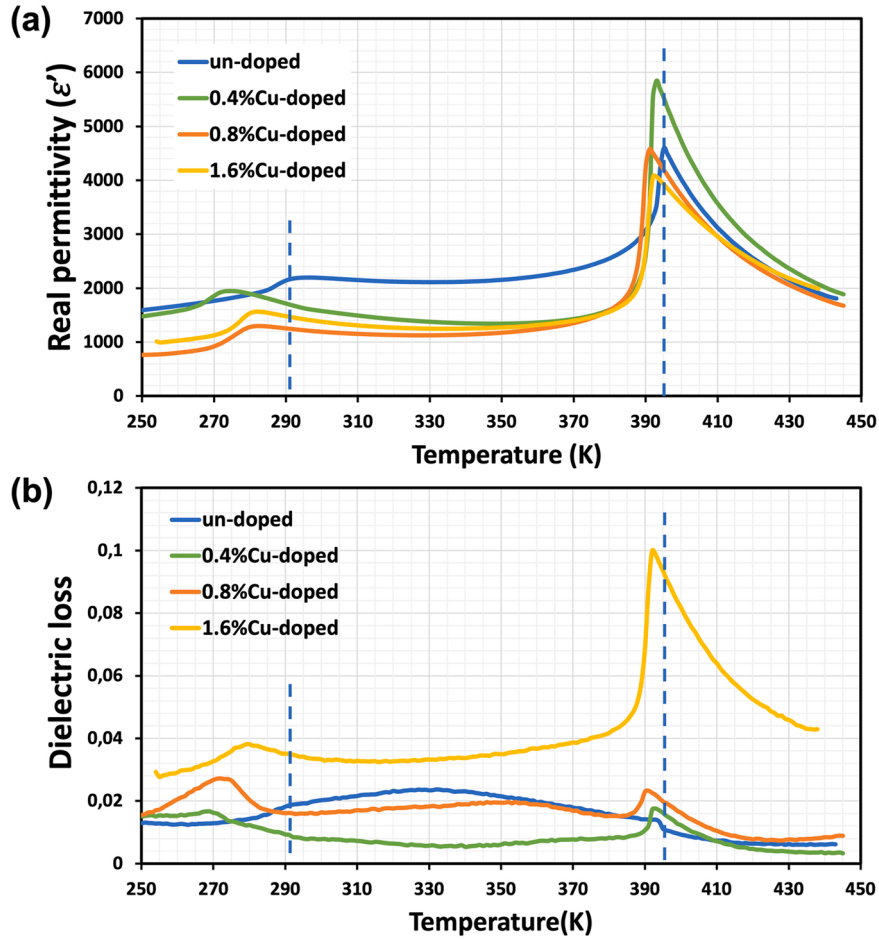 (a)
Real permittivity (ε′)
7000
6000
5000
4000
3000
2000
1000
0
un-doped
0.4%Cu-doped
0.8%Cu-doped
1.6%Cu-doped
250 270 290 310 330 350 370 390 410 430 450
Temperature (K)
(b)
Dielectric loss
0,12
0,1
0,08
0,06
0,04
0,02
0
un-doped
0.4%Cu-doped
0.8%Cu-doped
1.6%Cu-doped
250 270 290 310 330 350 370 390 410 430 450
Temperature(K)